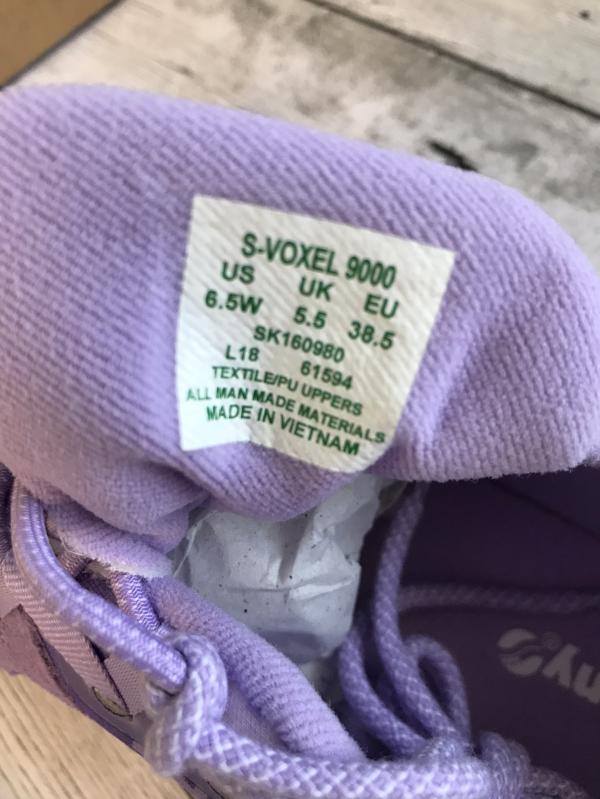 S-VOXEL 9000
US UK EU
6.5W 5.5 38.5
SK160980
L18 61594
TEXTILE/PU UPPERS
ALL MAN MADE MATERIALS
MADE IN VIETNAM